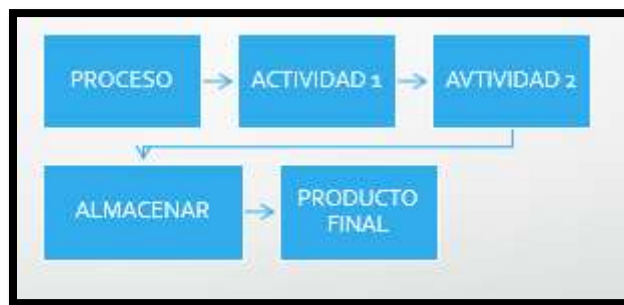 PROCESO
ACTIVIDAD 1
AVTIVIDAD 2
ALMACENAR
PRODUCTO
FINAL